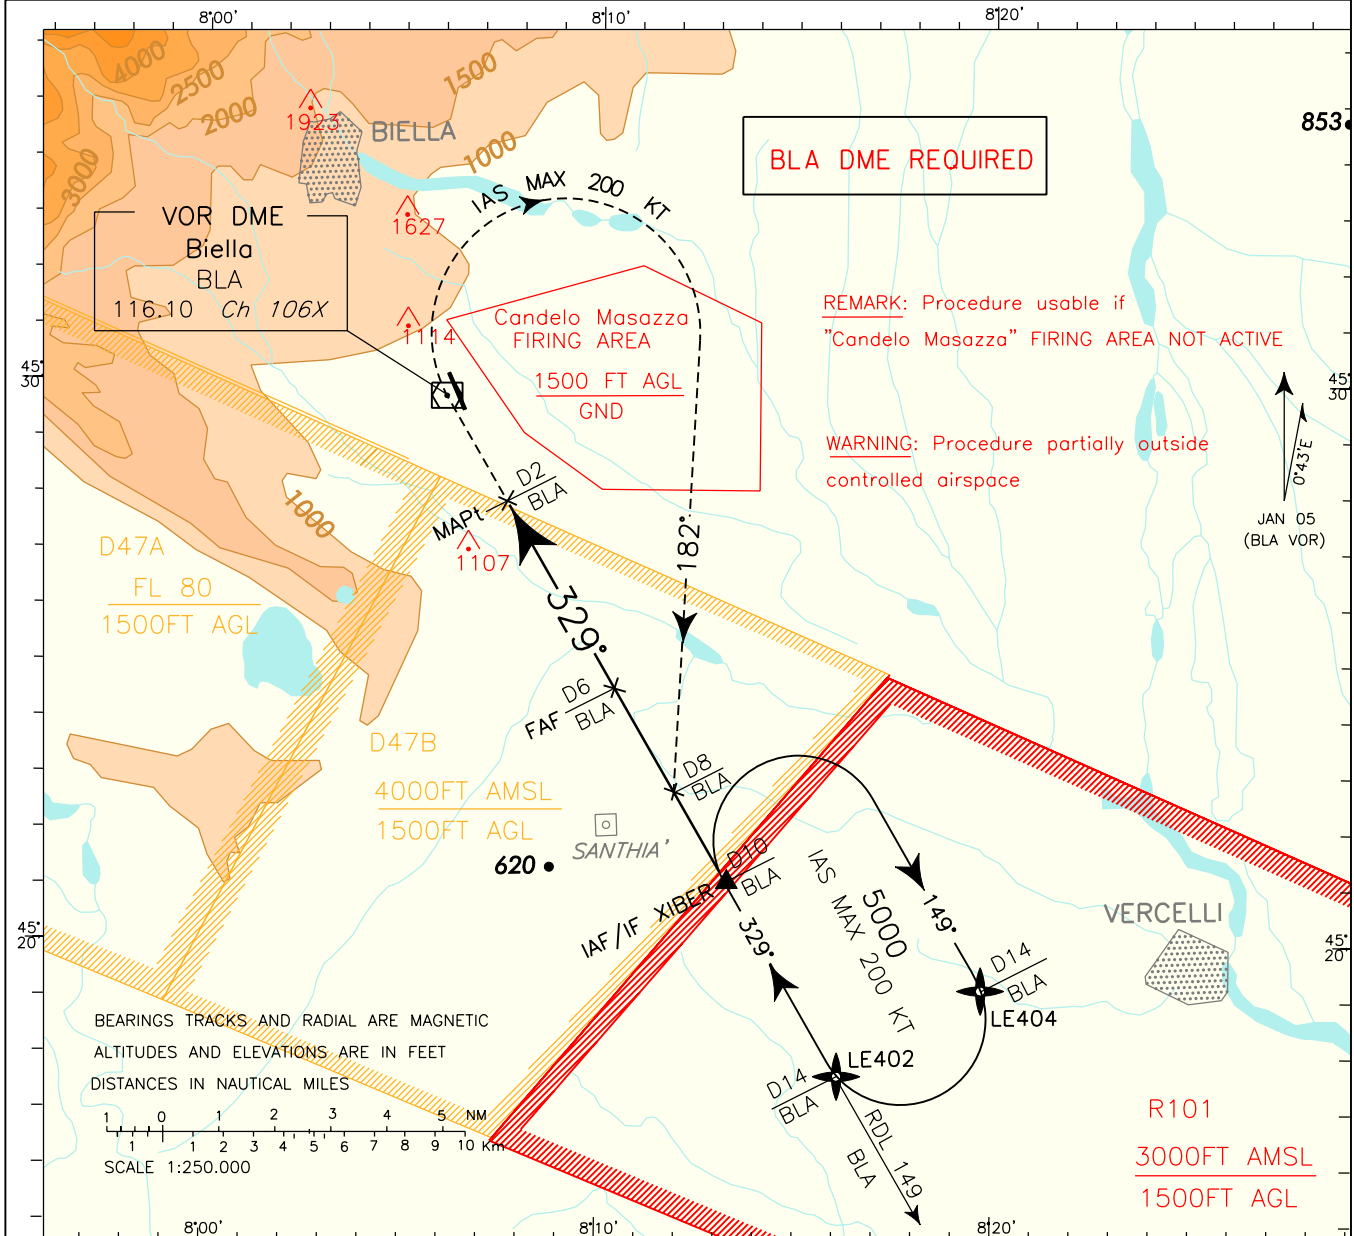 8°00'
8°10'
8°20'
4000
2500
2000
1500
1000
3000
1923
BIELLA
853
BLA DME REQUIRED
IAS MAX 200 KT
1627
VOR DME
Biella
BLA
116.10 Ch 106X
1114
Candelo Masazza
FIRING AREA
1500 FT AGL
GND
REMARK: Procedure usable if
"Candelo Masazza" FIRING AREA NOT ACTIVE
45°
30'
45°
30'
WARNING: Procedure partially outside
controlled airspace
0°43'E
JAN 05
(BLA VOR)
D2
BLA
MAPt
1000
1107
182°
D47A
FL 80
1500FT AGL
329°
D6
BLA
FAF
D47B
4000FT AMSL
1500FT AGL
D8
BLA
SANTHIA'
620
D10
BLA
IAF/IF XIBER
IAS MAX 200 KT
5000
149°
329°
VERCELLI
45°
20'
45°
20'
D14
BLA
LE404
LE402
D14
BLA
RDL 149
BLA
BEARINGS TRACKS AND RADIAL ARE MAGNETIC
ALTITUDES AND ELEVATIONS ARE IN FEET
DISTANCES IN NAUTICAL MILES
1 0 1 2 3 4 5 NM
1 1 2 3 4 5 6 7 8 9 10 Km
SCALE 1:250.000
R101
3000FT AMSL
1500FT AGL
8°00'
8°10'
8°20'